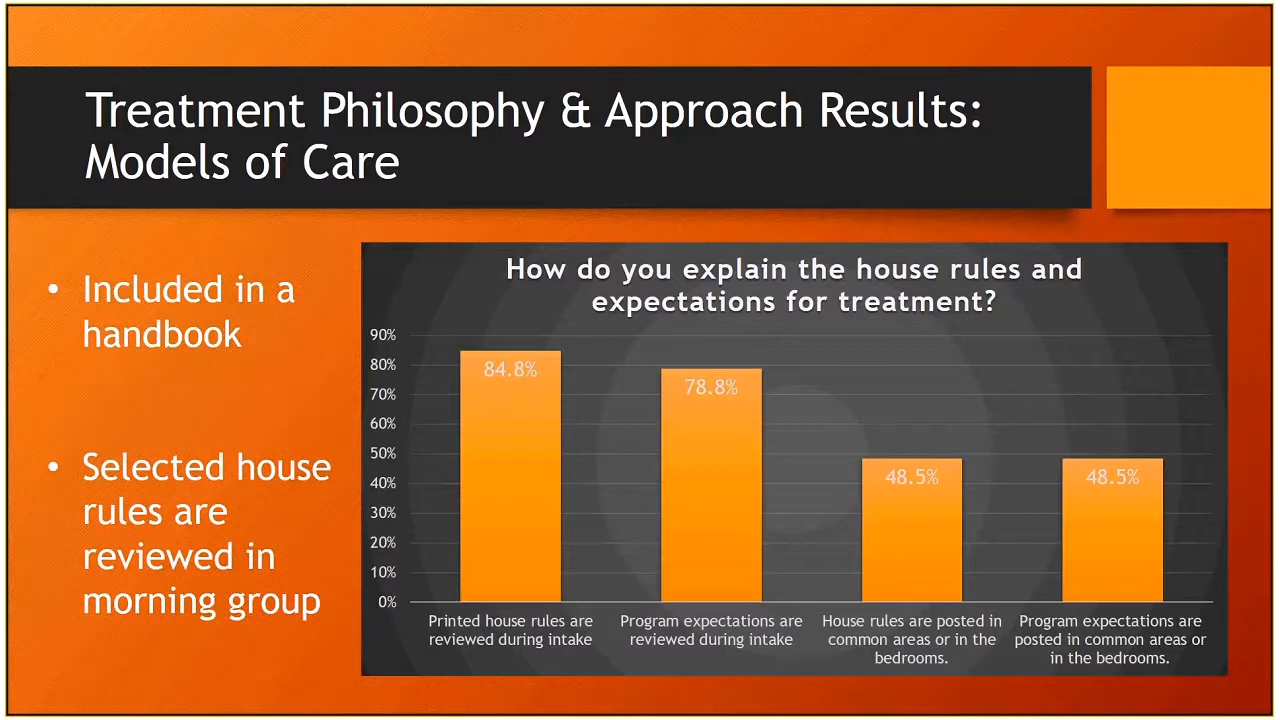 Treatment Philosophy & Approach Results:
Models of Care
• Included in a
handbook
• Selected house
rules are
reviewed in
morning group
How do you explain the house rules and
expectations for treatment?
90%
80%
70%
60%
50%
40%
30%
20%
10%
0%
84.8%
78.8%
48.5%
48.5%
Printed house rules are
reviewed during intake
Program expectations are
reviewed during intake
House rules are posted in
common areas or in the
bedrooms.
Program expectations are
posted in common areas or
in the bedrooms.